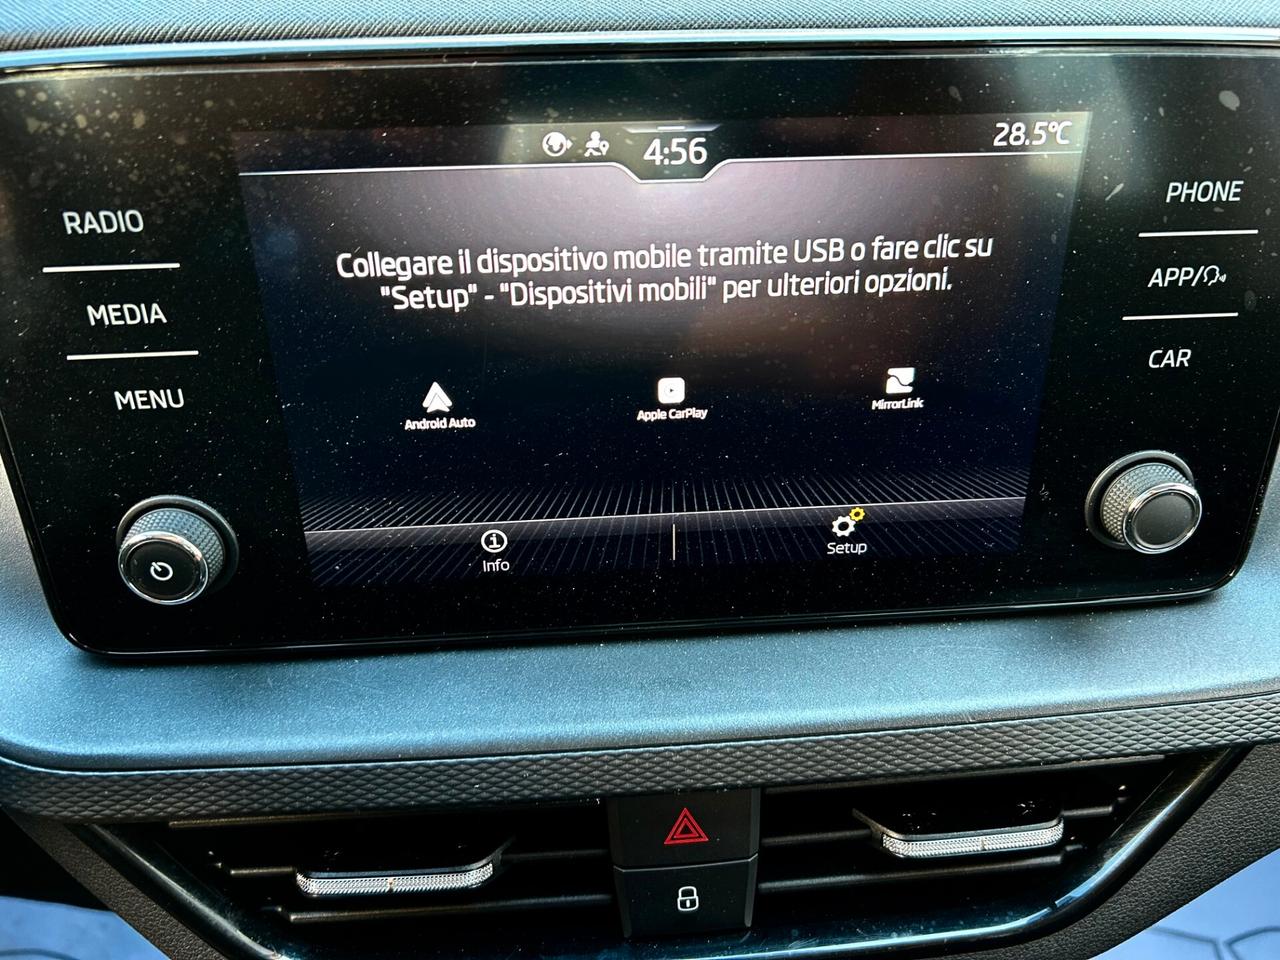 4:56
28.5°C
RADIO
MEDIA
MENU
PHONE
APP/
CAR
Collegare il dispositivo mobile tramite USB o fare clic su
"Setup" - "Dispositivi mobili" per ulteriori opzioni.
Android Auto
Apple CarPlay
MirrorLink
Info
Setup